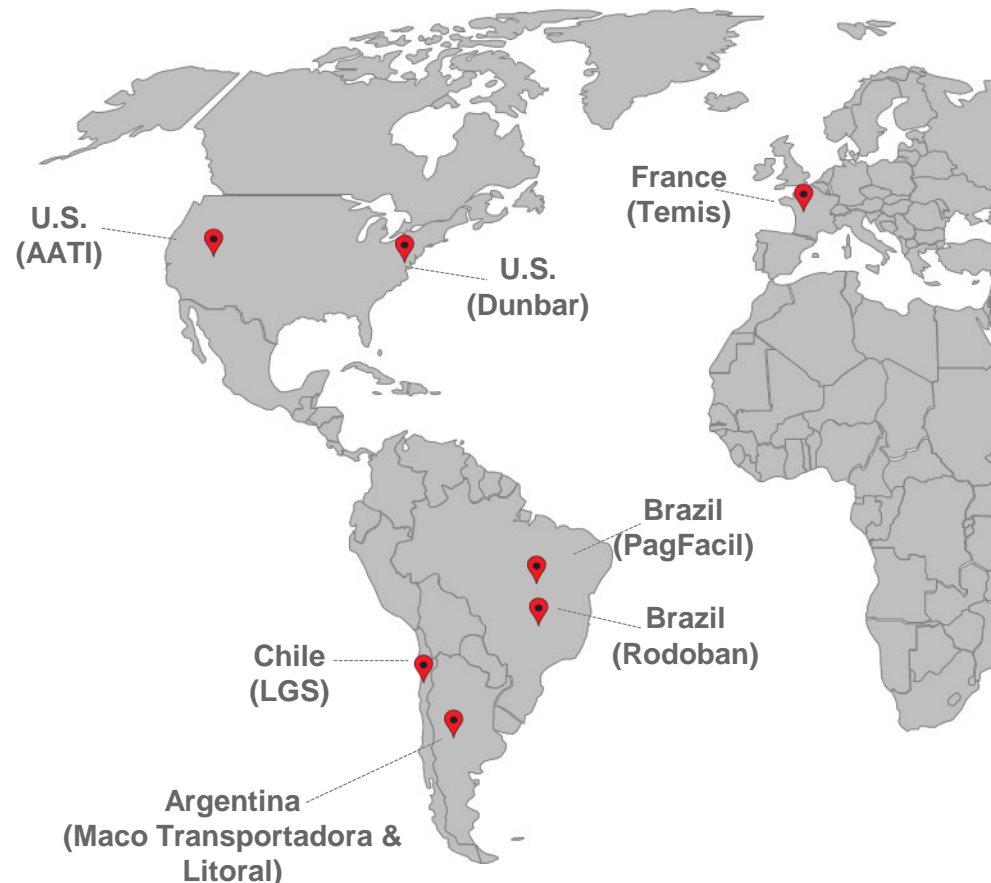 France
(Temis)
U.S.
(AATI)
U.S.
(Dunbar)
Brazil
(PagFacil)
Brazil
(Rodoban)
Chile
(LGS)
Argentina
(Maco Transportadora &
Litoral)